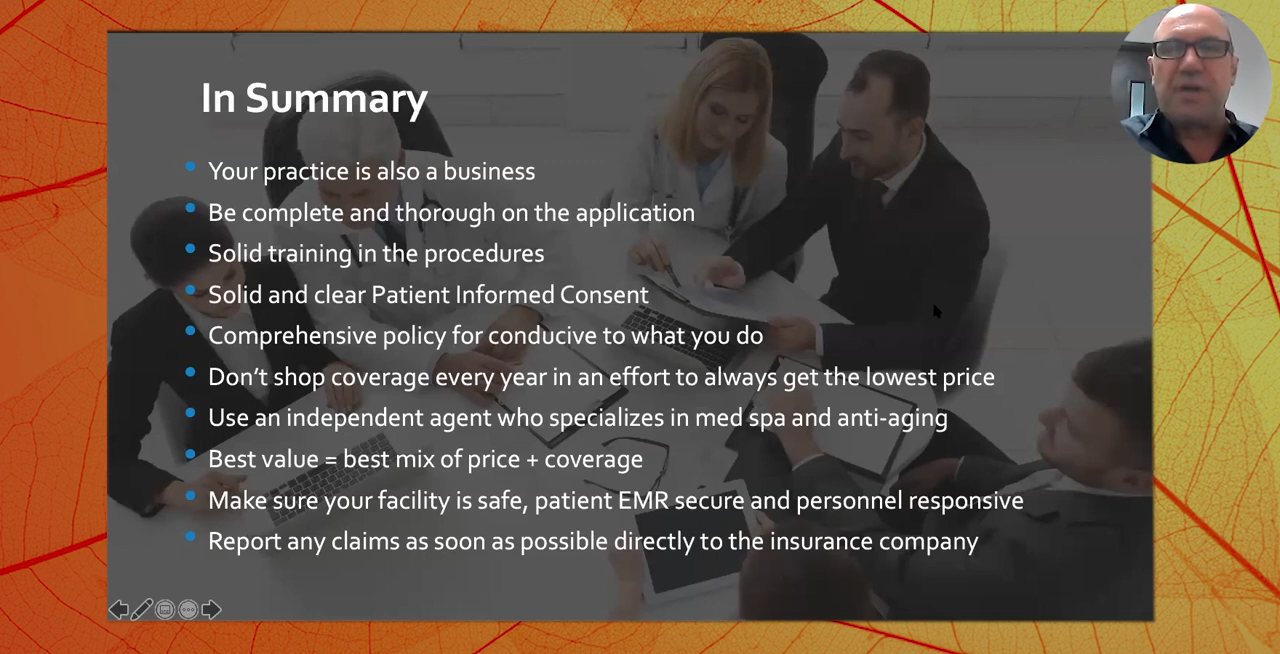 In Summary
Your practice is also a business
Be complete and thorough on the application
Solid training in the procedures
Solid and clear Patient Informed Consent
Comprehensive policy for conducive to what you do
Don’t shop coverage every year in an effort to always get the lowest price
Use an independent agent who specializes in med spa and anti-aging
Best value = best mix of price + coverage
Make sure your facility is safe, patient EMR secure and personnel responsive
Report any claims as soon as possible directly to the insurance company